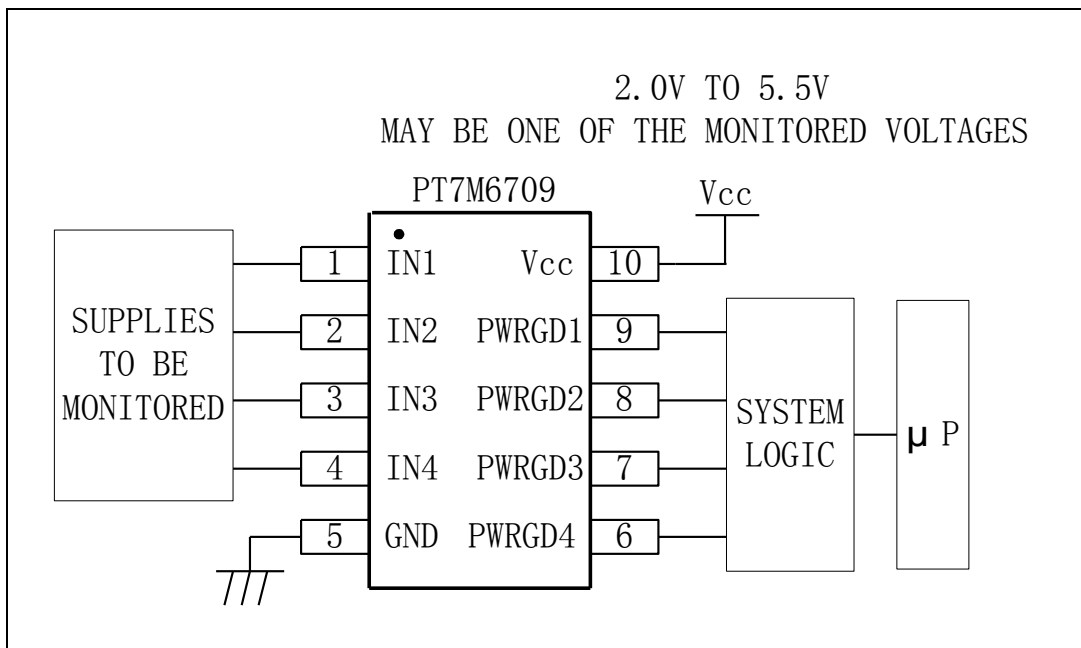 2.0V TO 5.5V
MAY BE ONE OF THE MONITORED VOLTAGES
PT7M6709
Vcc
SUPPLIES
TO BE
MONITORED
1 IN1 Vcc 10
2 IN2 PWRGD1 9
3 IN3 PWRGD2 8
4 IN4 PWRGD3 7
5 GND PWRGD4 6
SYSTEM
LOGIC
μ P